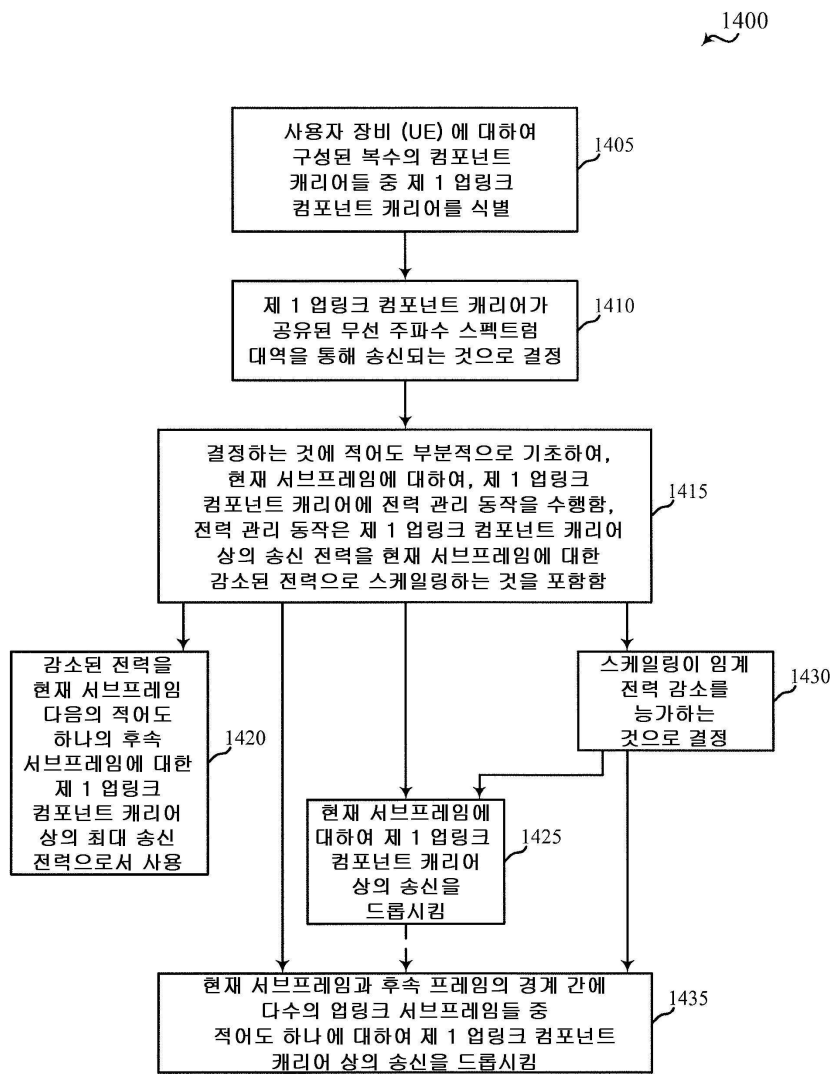 1400
사용자 장비 (UE) 에 대하여
구성된 복수의 컴포넌트
캐리어들 중 제 1 업링크
컴포넌트 캐리어를 식별
1405
제 1 업링크 컴포넌트 캐리어가
공유된 무선 주파수 스펙트럼
대역을 통해 송신되는 것으로 결정
1410
결정하는 것에 적어도 부분적으로 기초하여,
현재 서브프레임에 대하여, 제 1 업링크
컴포넌트 캐리어에 전력 관리 동작을 수행함,
전력 관리 동작은 제 1 업링크 컴포넌트 캐리어
상의 송신 전력을 현재 서브프레임에 대한
감소된 전력으로 스케일링하는 것을 포함함
1415
감소된 전력을
현재 서브프레임
다음의 적어도
하나의 후속
서브프레임에 대한
제 1 업링크
컴포넌트 캐리어
상의 최대 송신
전력으로서 사용
1420
스케일링이 임계
전력 감소를
능가하는
것으로 결정
1430
현재 서브프레임에
대하여 제 1 업링크
컴포넌트 캐리어
상의 송신을
드롭시킴
1425
현재 서브프레임과 후속 프레임의 경계 간에
다수의 업링크 서브프레임들 중
적어도 하나에 대하여 제 1 업링크 컴포넌트
캐리어 상의 송신을 드롭시킴
1435